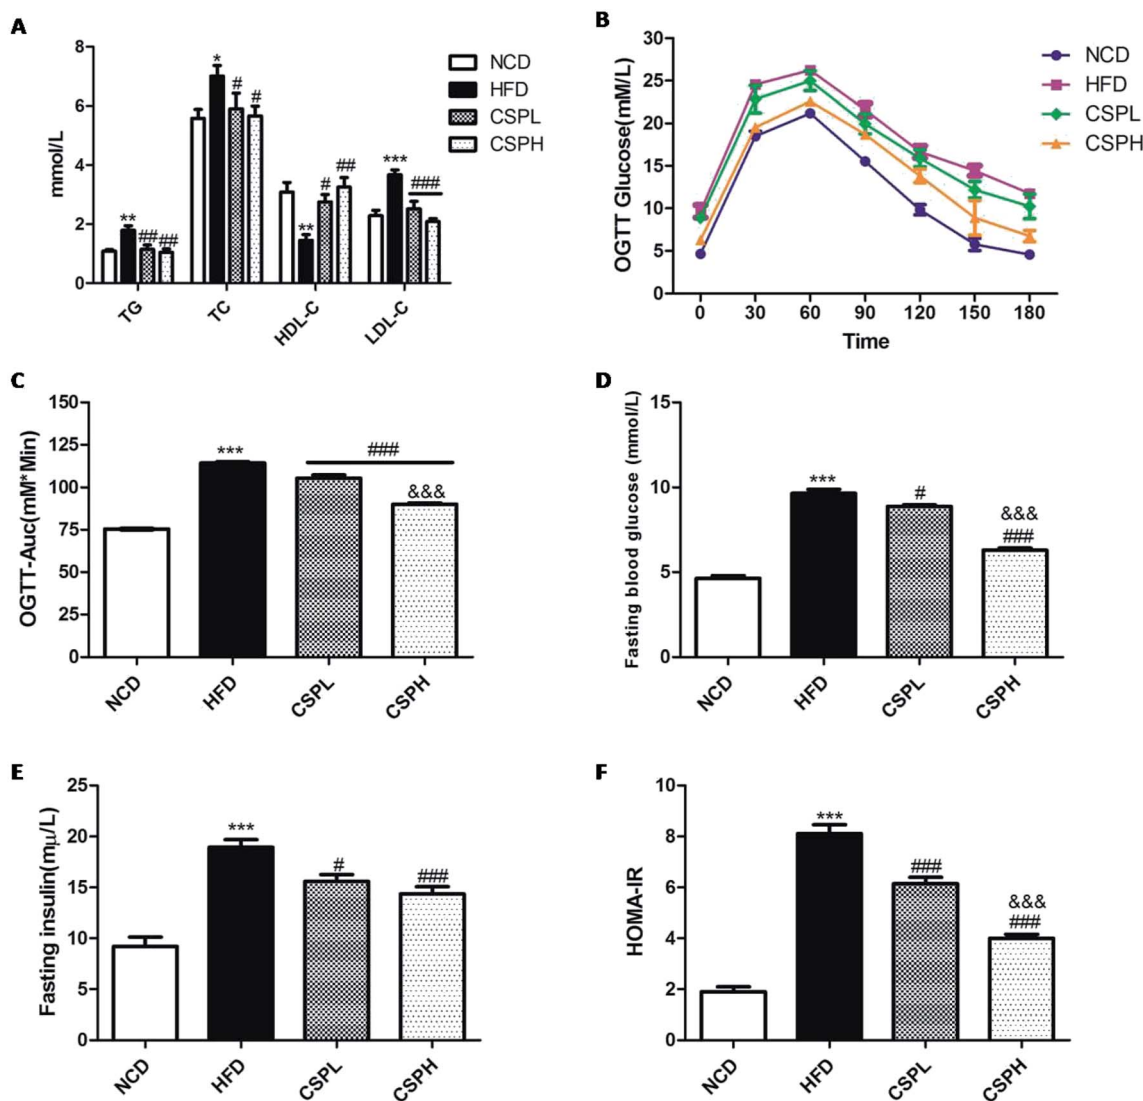 A
8
6
4
2
0
mmol/L
NCD
HFD
CSPL
CSPH
**
##
##
*
#
#
**
#
##
***
###
TG
TC
HDL-C
LDL-C
B
30
25
20
15
10
5
0
OGTT Glucose(mM/L)
NCD
HFD
CSPL
CSPH
0 30 60 90 120 150 180
Time
C
150
125
100
75
50
25
0
OGTT-Auc(mM*Min)
***
###
&&&
NCD
HFD
CSPL
CSPH
D
15
10
5
0
Fasting blood glucose (mmol/L)
***
#
&&&
###
NCD
HFD
CSPL
CSPH
E
25
20
15
10
5
0
Fasting insulin(mμ/L)
***
#
###
NCD
HFD
CSPL
CSPH
F
10
8
6
4
2
0
HOMA-IR
***
###
&&&
###
NCD
HFD
CSPL
CSPH